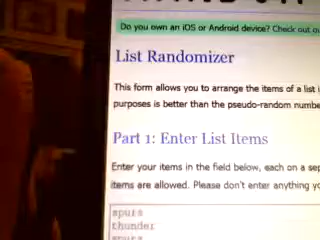 Do you own an iOS or Android device? Check out ou
List Randomizer
This form allows you to arrange the items of a list i
purposes is better than the pseudo-random numbe
Part 1: Enter List Items
Enter your items in the field below, each on a sep
items are allowed. Please don't enter anything yo
spurs
thunder
spurs